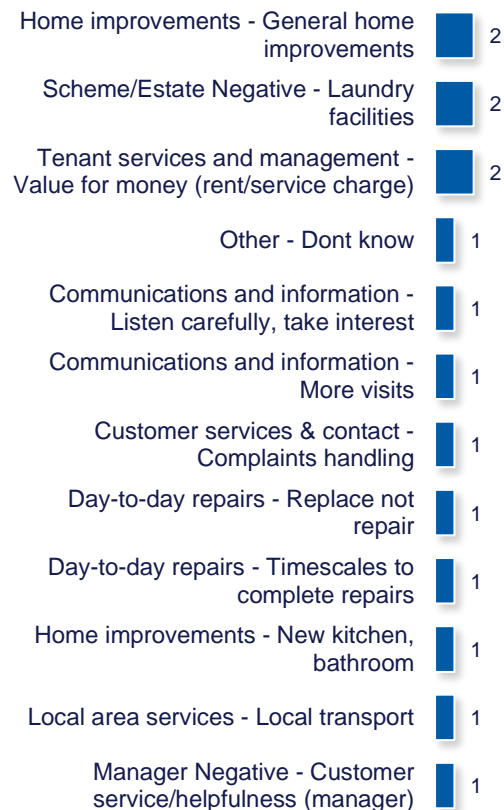 Home improvements - General home
improvements
2
Scheme/Estate Negative - Laundry
facilities
2
Tenant services and management -
Value for money (rent/service charge)
2
Other - Dont know
1
Communications and information -
Listen carefully, take interest
1
Communications and information -
More visits
1
Customer services & contact -
Complaints handling
1
Day-to-day repairs - Replace not
repair
1
Day-to-day repairs - Timescales to
complete repairs
1
Home improvements - New kitchen,
bathroom
1
Local area services - Local transport
1
Manager Negative - Customer
service/helpfulness (manager)
1